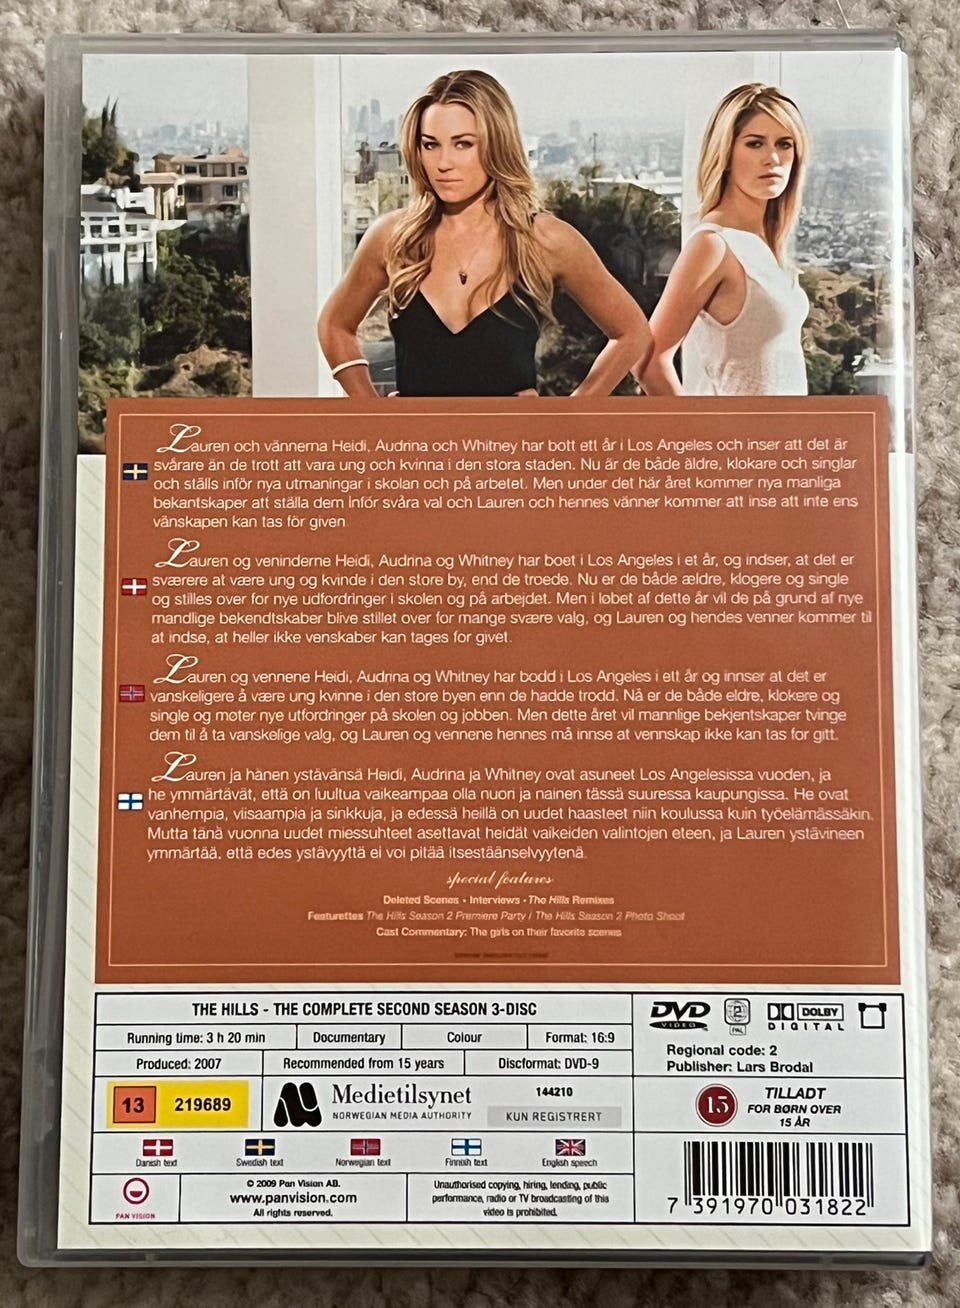 Lauren och vännerna Heidi, Audrina och Whitney har bott ett år i Los Angeles och inser att det är
svårare än de trott att vara ung och kvinna i den stora staden. Nu är de både äldre, klokare och singlar
och ställs inför nya utmaningar i skolan och på arbetet. Men under det här året kommer nya manliga
bekantskaper att ställa dem inför svåra val och Lauren och hennes vänner kommer att inse att inte ens
vänskapen kan tas för given
Lauren og veninderne Heidi, Audrina og Whitney har boet i Los Angeles i et år, og indser, at det er
sværere at være ung og kvinde i den store by, end de troede. Nu er de både ældre, klogere og single
og stilles over for nye udfordringer i skolen og på arbejdet. Men i løbet af dette år vil de på grund af nye
mandlige bekendtskaber blive stillet over for mange svære valg, og Lauren og hendes venner kommer til
at indse, at heller ikke venskaber kan tages for givet.
Lauren og vennene Heidi, Audrina og Whitney har bodd i Los Angeles i ett år og innser at det er
vanskeligere å være ung kvinne i den store byen enn de hadde trodd. Nå er de både eldre, klokere og
single og møter nye utfordringer på skolen og jobben. Men dette året vil mannlige bekjentskaper tvinge
dem til å ta vanskelige valg, og Lauren og vennene hennes må innse at vennskap ikke kan tas for gitt.
Lauren ja hänen ystävänsä Heidi, Audrina ja Whitney ovat asuneet Los Angelesissa vuoden, ja
he ymmärtävät, että on luultua vaikeampaa olla nuori ja nainen tässä suuressa kaupungissa. He ovat
vanhempia, viisaampia ja sinkkuja, ja edessä heillä on uudet haasteet niin koulussa kuin työelämässäkin.
Mutta tänä vuonna uudet miessuhteet asettavat heidät vaikeiden valintojen eteen, ja Lauren ystävineen
ymmärtää, että edes ystävyyttä ei voi pitää itsestäänselvyytenä.
special features
Deleted Scenes • Interviews • The Hills Remixes
Featurettes The Hills Season 2 Premiere Party / The Hills Season 2 Photo Shoot
Cast Commentary: The girls on their favorite scenes
THE HILLS - THE COMPLETE SECOND SEASON 3-DISC
Running time: 3 h 20 min Documentary Colour Format: 16:9
Produced: 2007 Recommended from 15 years Discformat: DVD-9
DVD VIDEO 2 PAL DOLBY DIGITAL
Regional code: 2
Publisher: Lars Brodal
13 219689
Medietilsynet
NORWEGIAN MEDIA AUTHORITY
144210
KUN REGISTRERT
15 TILLADT
FOR BØRN OVER
15 ÅR
Danish text Swedish text Norwegian text Finnish text English speech
PAN VISION
© 2009 Pan Vision AB.
www.panvision.com
All rights reserved.
Unauthorised copying, hiring, lending, public
performance, radio or TV broadcasting of this
video is prohibited.
7 391970 031822